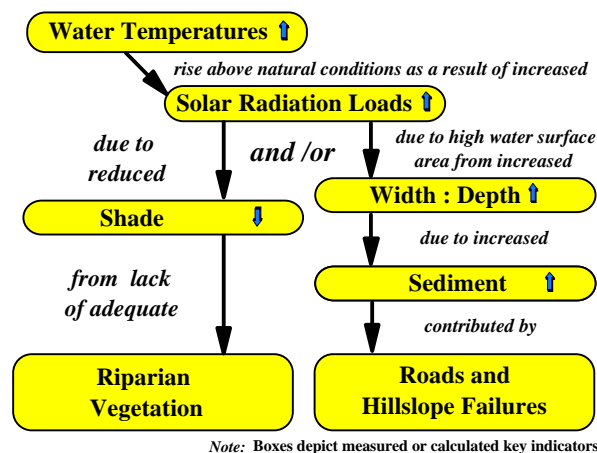 Water Temperatures
rise above natural conditions as a result of increased
Solar Radiation Loads
due to
reduced
and /or
due to high water surface
area from increased
Shade
Width : Depth
due to increased
from lack
of adequate
Sediment
contributed by
Riparian
Vegetation
Roads and
Hillslope Failures
Note: Boxes depict measured or calculated key indicators